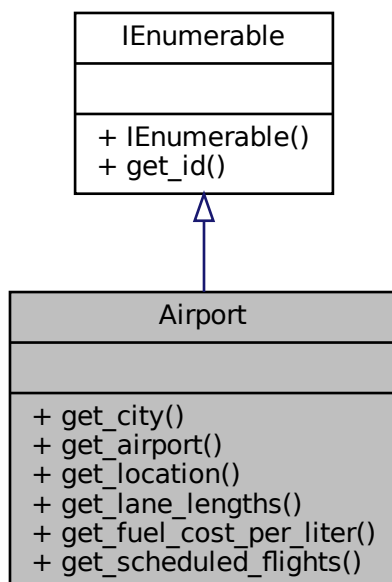 IEnumerable
+ IEnumerable()
+ get_id()
Airport
+ get_city()
+ get_airport()
+ get_location()
+ get_lane_lengths()
+ get_fuel_cost_per_liter()
+ get_scheduled_flights()